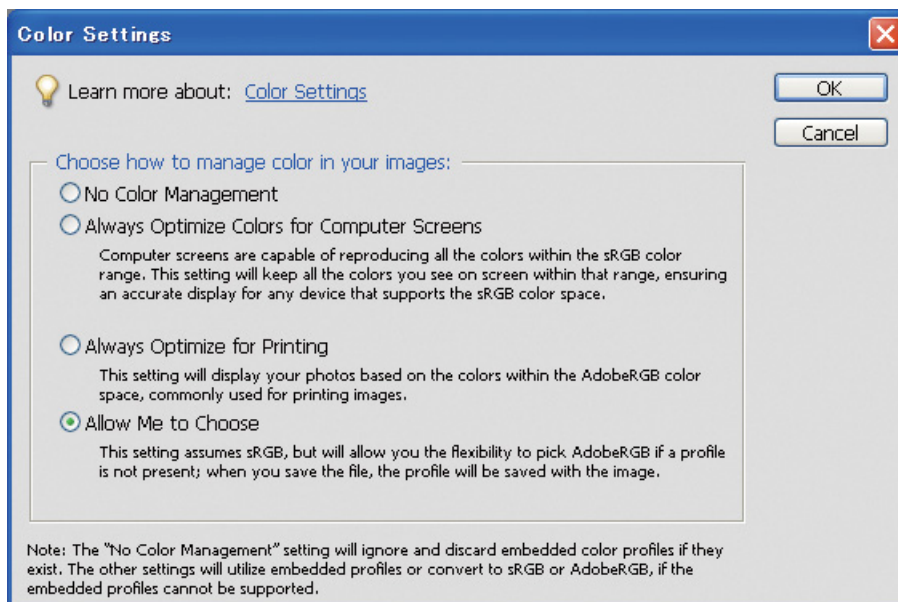 Color Settings
Learn more about: Color Settings
OK
Cancel
Choose how to manage color in your images:
No Color Management
Always Optimize Colors for Computer Screens
Computer screens are capable of reproducing all the colors within the sRGB color
range. This setting will keep all the colors you see on screen within that range, ensuring
an accurate display for any device that supports the sRGB color space.
Always Optimize for Printing
This setting will display your photos based on the colors within the AdobeRGB color
space, commonly used for printing images.
Allow Me to Choose
This setting assumes sRGB, but will allow you the flexibility to pick AdobeRGB if a profile
is not present; when you save the file, the profile will be saved with the image.
Note: The "No Color Management" setting will ignore and discard embedded color profiles if they
exist. The other settings will utilize embedded profiles or convert to sRGB or AdobeRGB, if the
embedded profiles cannot be supported.